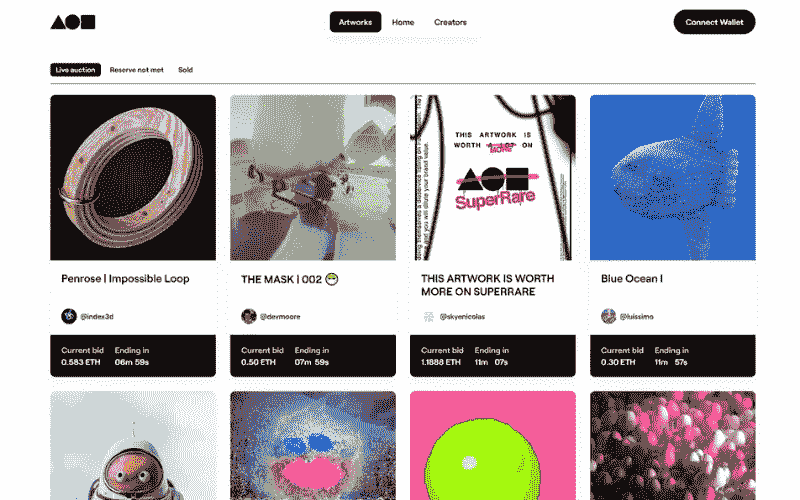 Artworks Home Creators Connect Wallet
Live auction Reserve not met Sold
THIS ARTWORK IS
WORTH A LOT ON
MORE
SuperRare
Penrose | Impossible Loop
@index3d
Current bid Ending in
0.583 ETH 06m 59s
THE MASK | 002
@devmoore
Current bid Ending in
0.50 ETH 07m 59s
THIS ARTWORK IS WORTH
MORE ON SUPERRARE
@skyenicolas
Current bid Ending in
1.1888 ETH 11m 07s
Blue Ocean I
@luissimo
Current bid Ending in
0.30 ETH 11m 57s